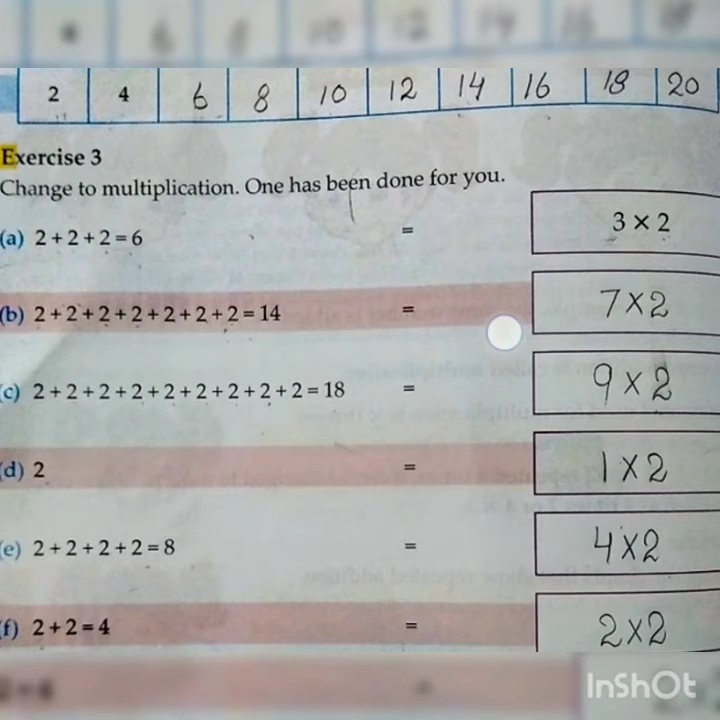 2 4 6 8 10 12 14 16 18 20
Exercise 3
Change to multiplication. One has been done for you.
(a) 2 + 2 + 2 = 6 = 3 × 2
(b) 2 + 2 + 2 + 2 + 2 + 2 + 2 = 14 = 7 × 2
(c) 2 + 2 + 2 + 2 + 2 + 2 + 2 + 2 + 2 = 18 = 9 × 2
(d) 2 = 1 × 2
(e) 2 + 2 + 2 + 2 = 8 = 4 × 2
(f) 2 + 2 = 4 = 2 × 2
InShOt